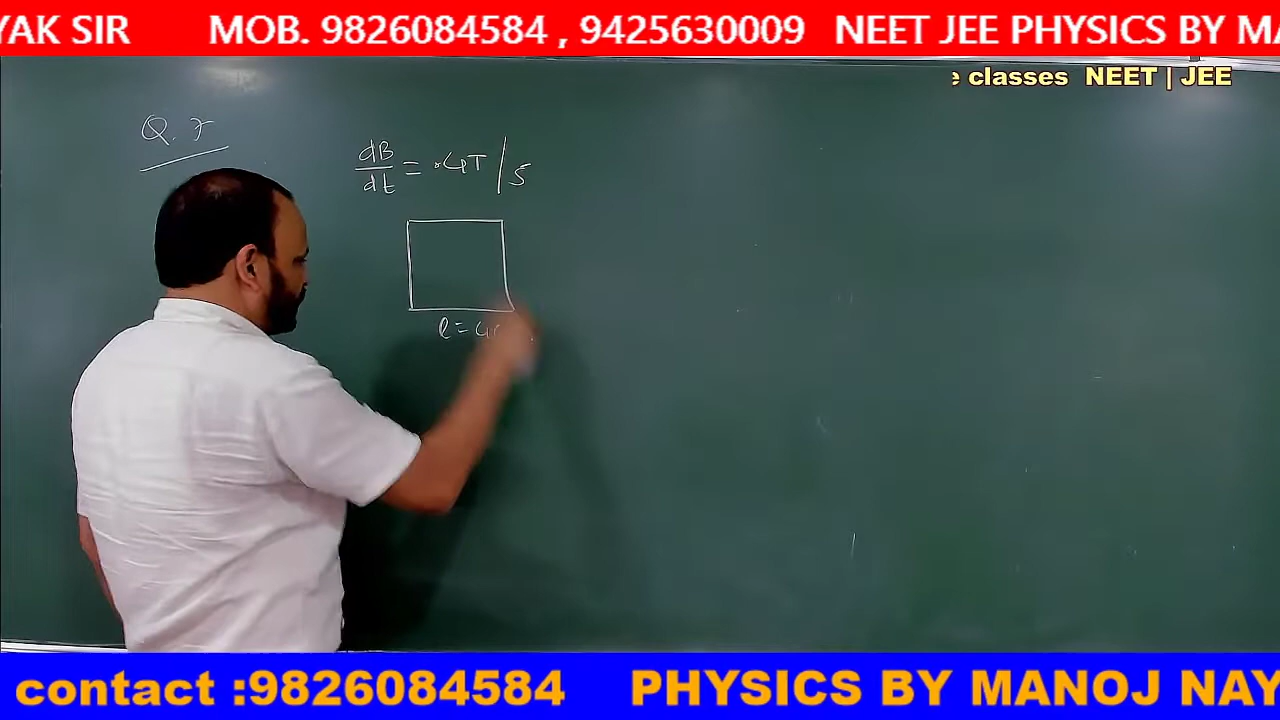 YAK SIR MOB. 9826084584 , 9425630009 NEET JEE PHYSICS BY MA
e classes NEET | JEE
Q. 7
dB/dt = .4T/S
l = 4
contact :9826084584 PHYSICS BY MANOJ NAY